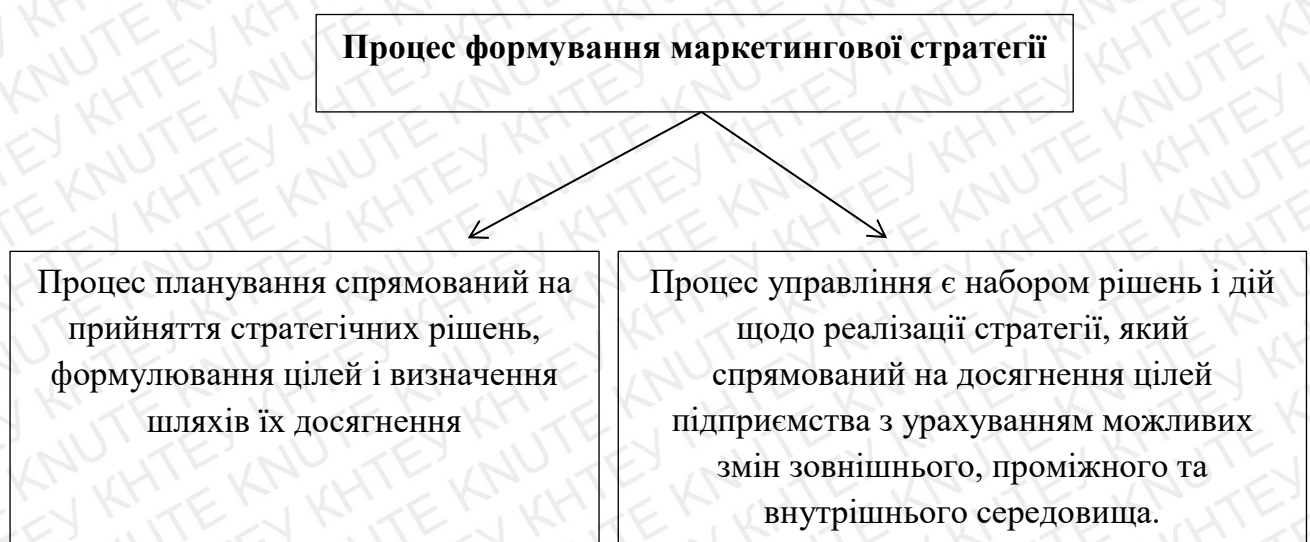 Процес формування маркетингової стратегії
Процес планування спрямований на
прийняття стратегічних рішень,
формулювання цілей і визначення
шляхів їх досягнення
Процес управління є набором рішень і дій
щодо реалізації стратегії, який
спрямований на досягнення цілей
підприємства з урахуванням можливих
змін зовнішнього, проміжного та
внутрішнього середовища.